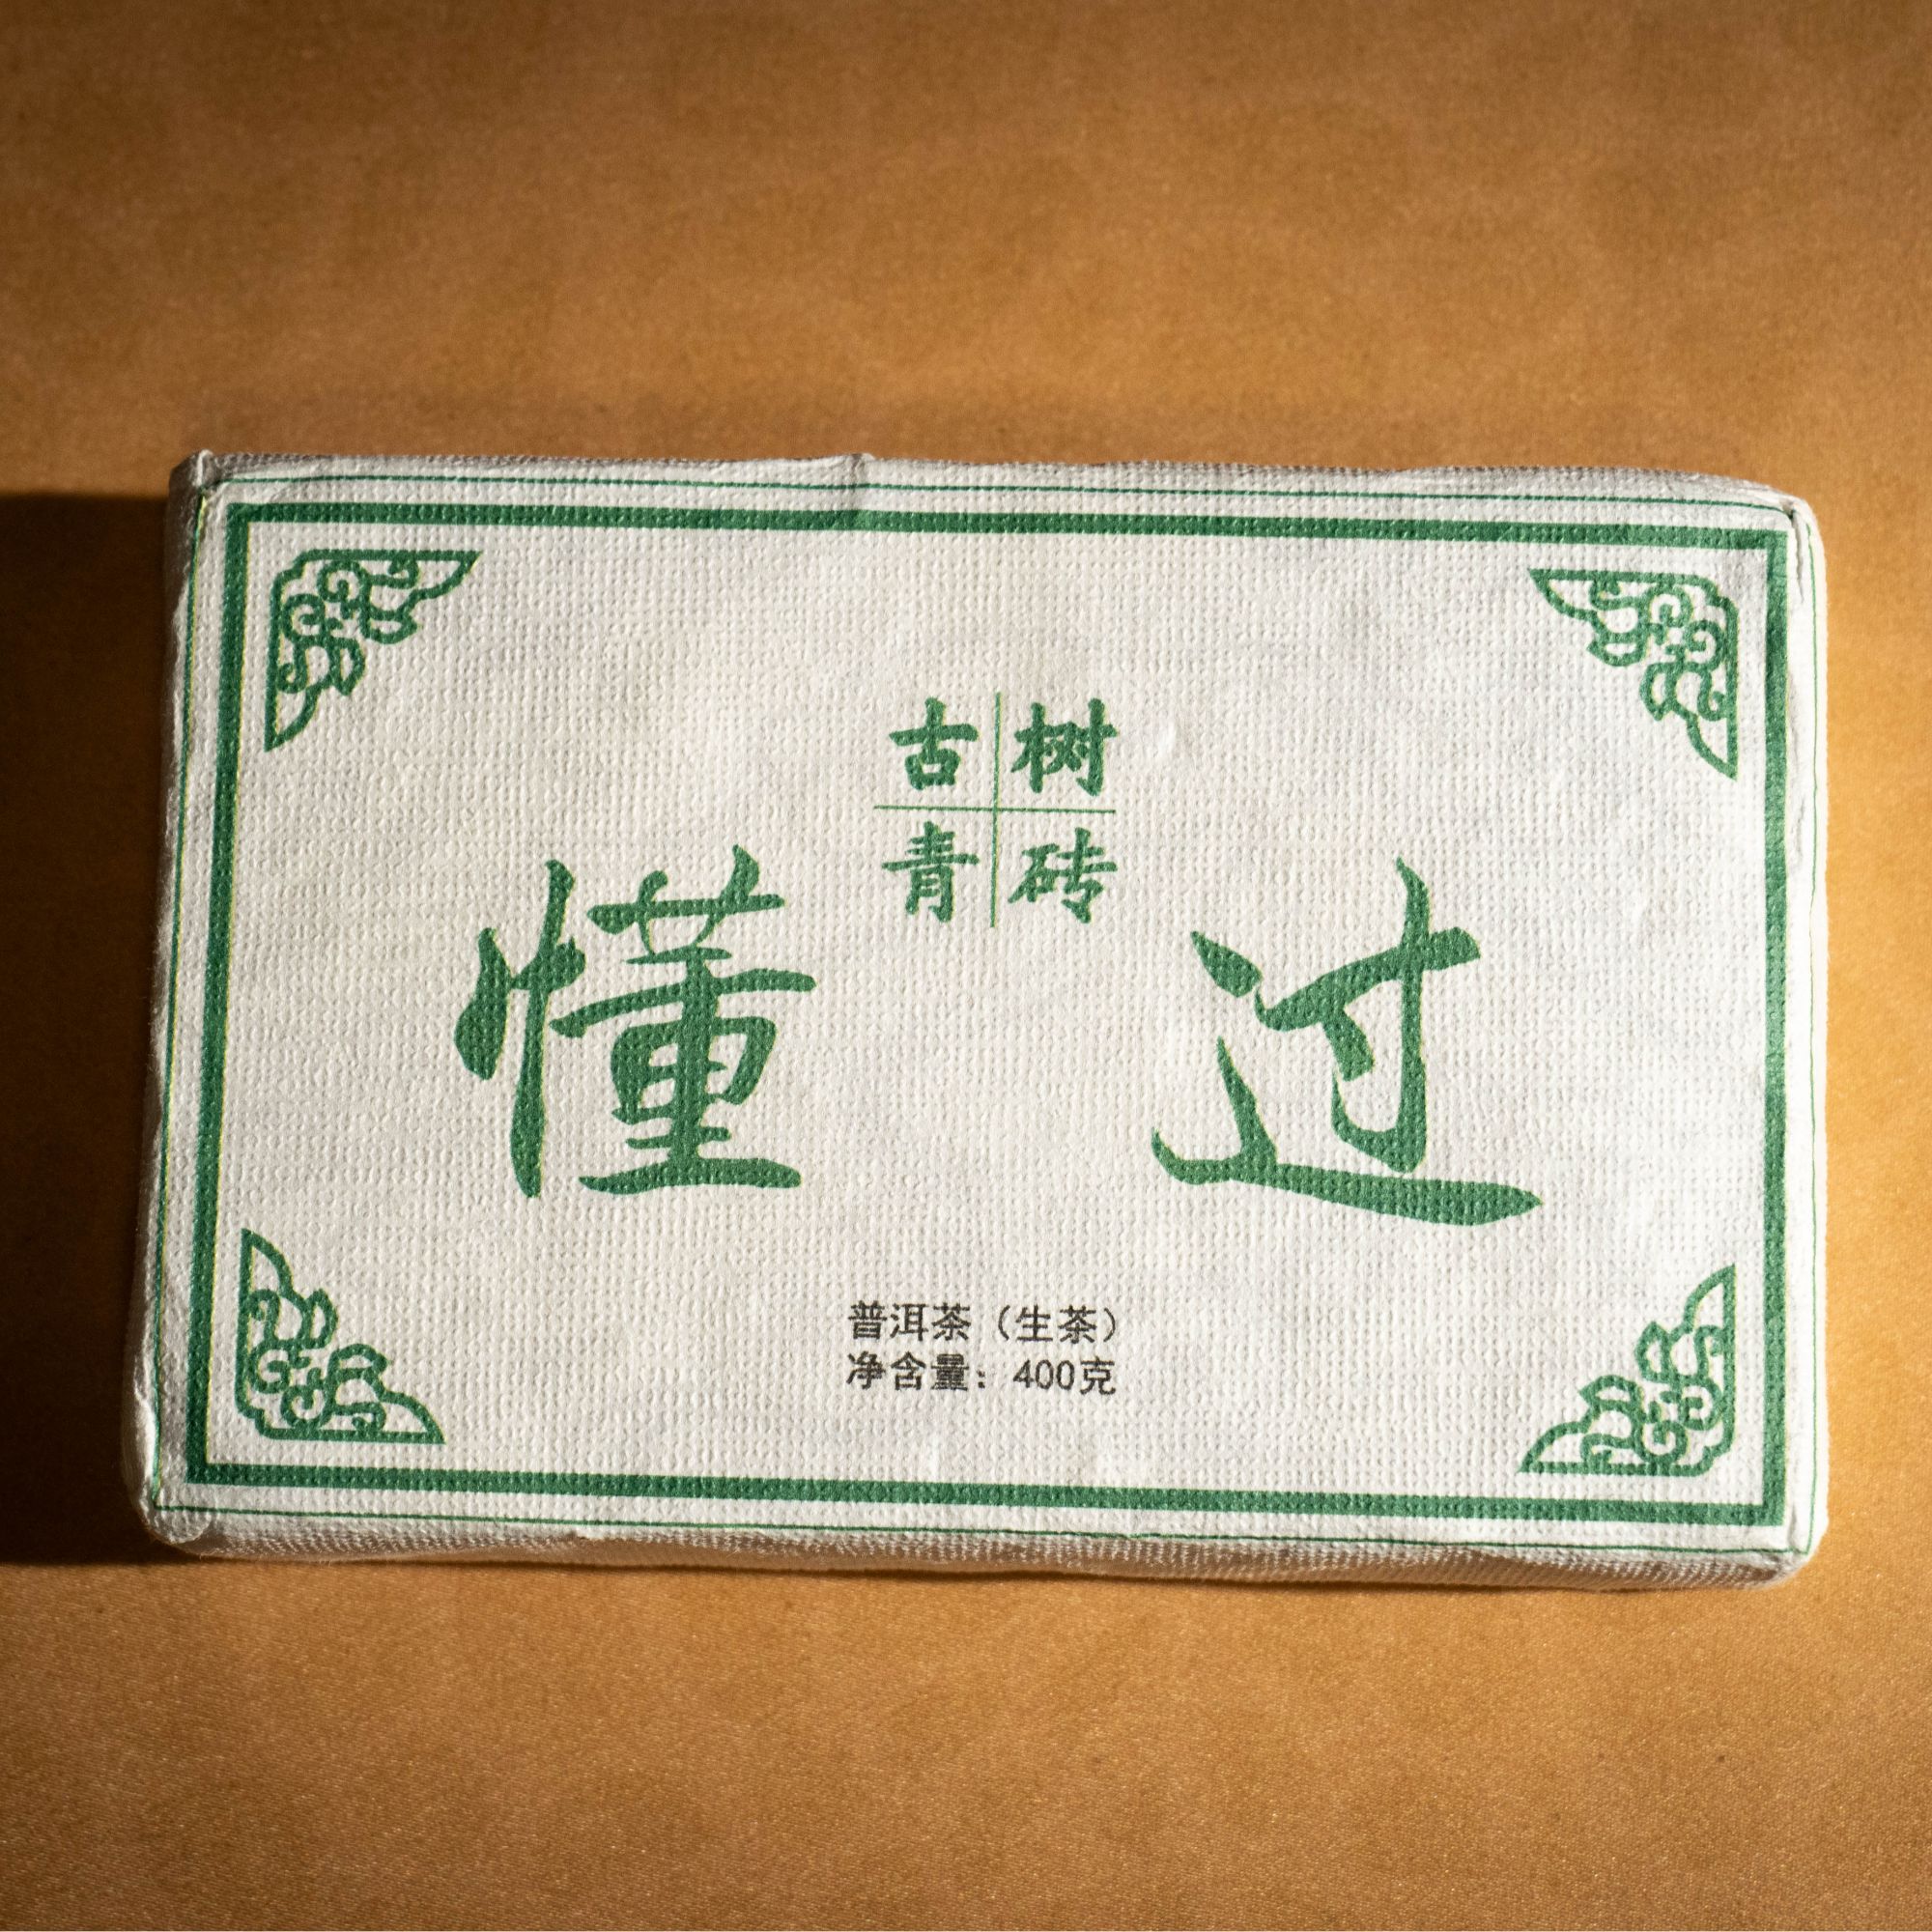 古树
青砖
懂过
普洱茶（生茶）
净含量：400克